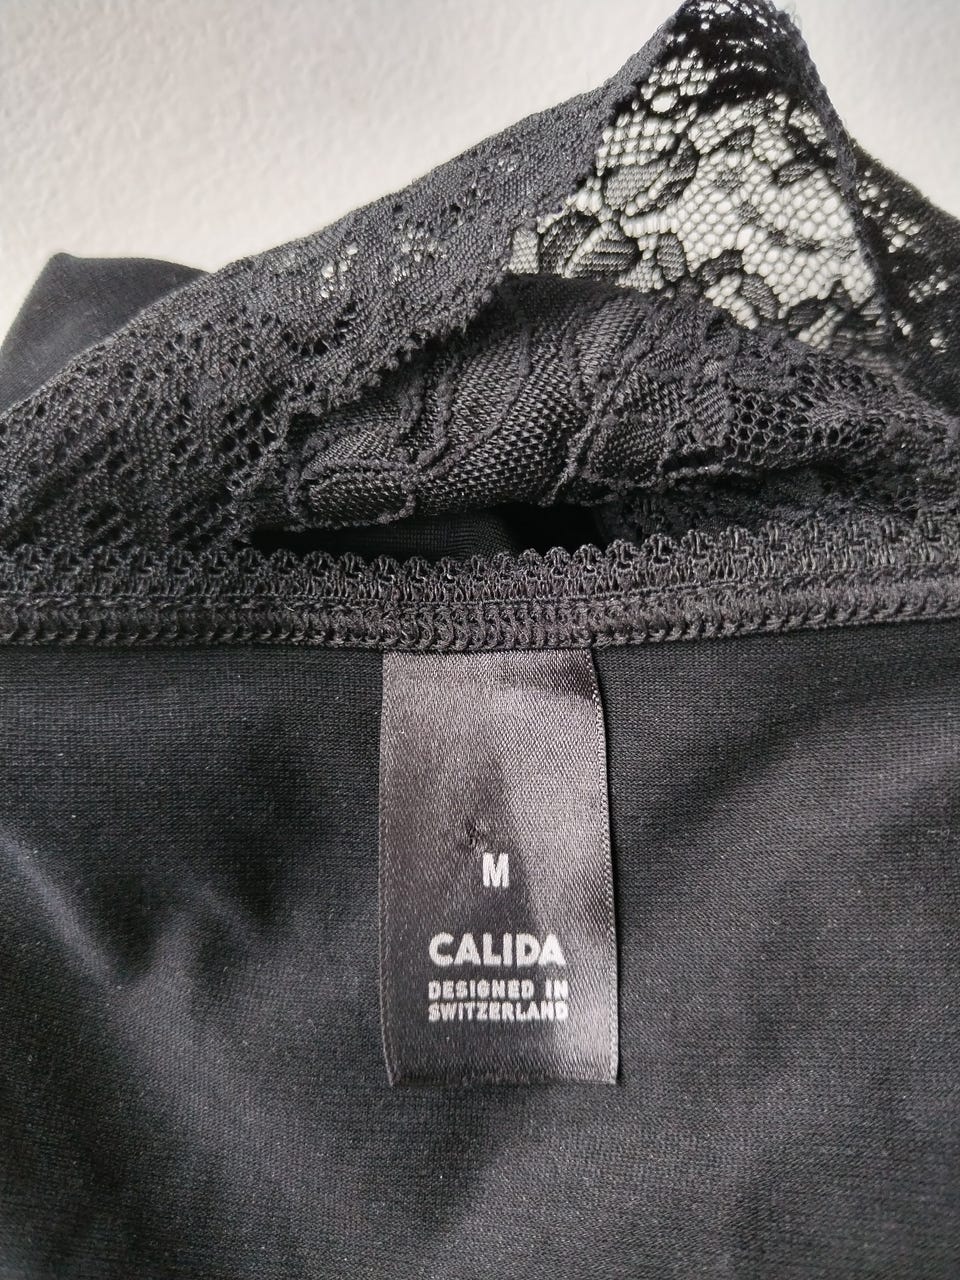 M
CALIDA
DESIGNED IN
SWITZERLAND